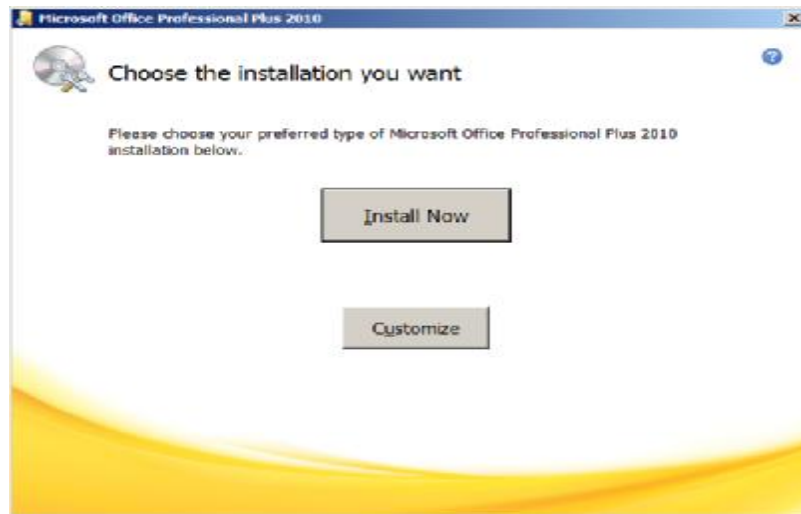 Microsoft Office Professional Plus 2010
Choose the installation you want
Please choose your preferred type of Microsoft Office Professional Plus 2010
installation below.
Install Now
Customize